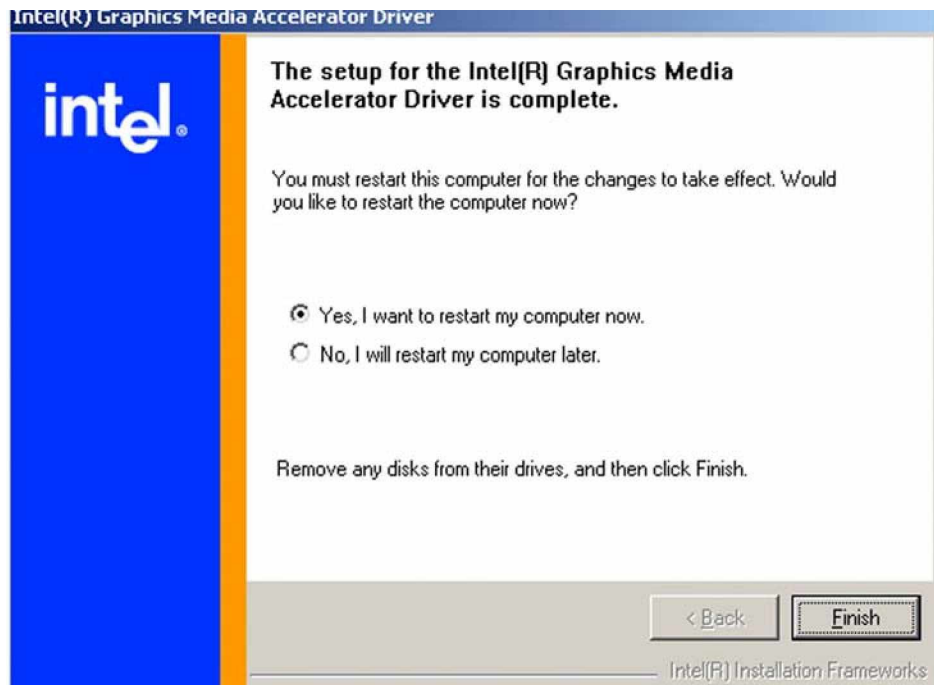 Intel(R) Graphics Media Accelerator Driver
intel®
The setup for the Intel(R) Graphics Media
Accelerator Driver is complete.
You must restart this computer for the changes to take effect. Would
you like to restart the computer now?
Yes, I want to restart my computer now.
No, I will restart my computer later.
Remove any disks from their drives, and then click Finish.
< Back
Finish
Intel(R) Installation Frameworks